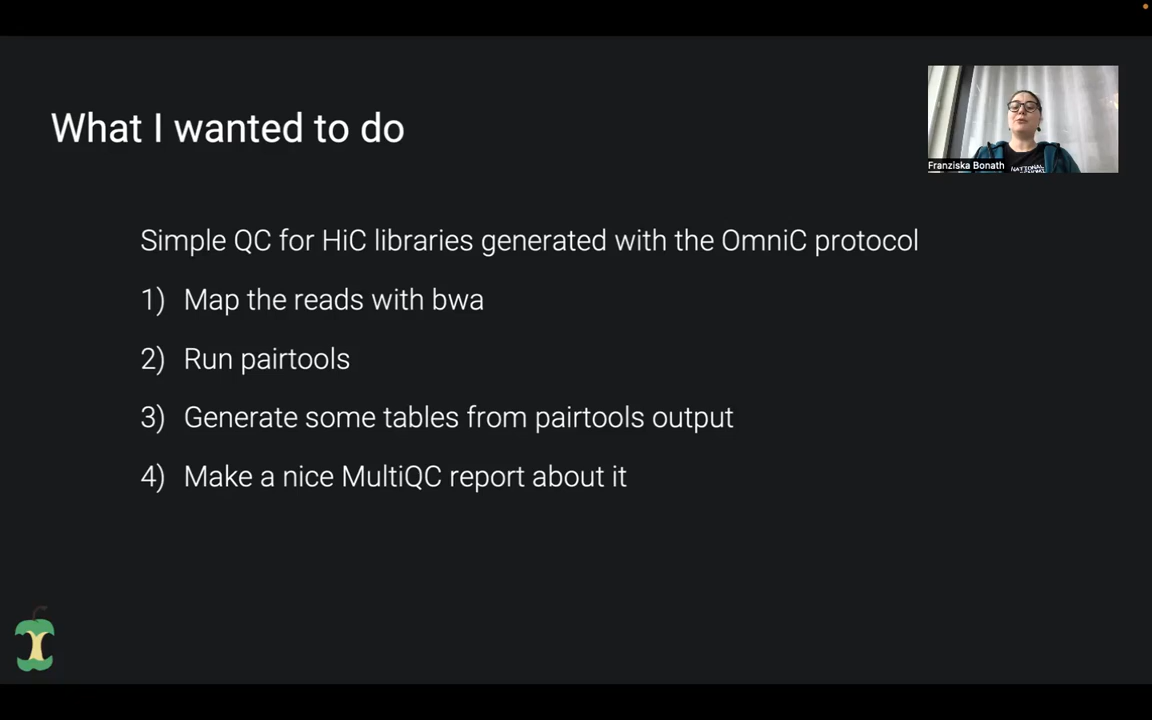 What I wanted to do
Franziska Bonath
Simple QC for HiC libraries generated with the OmniC protocol
1) Map the reads with bwa
2) Run pairtools
3) Generate some tables from pairtools output
4) Make a nice MultiQC report about it
NATIONAL